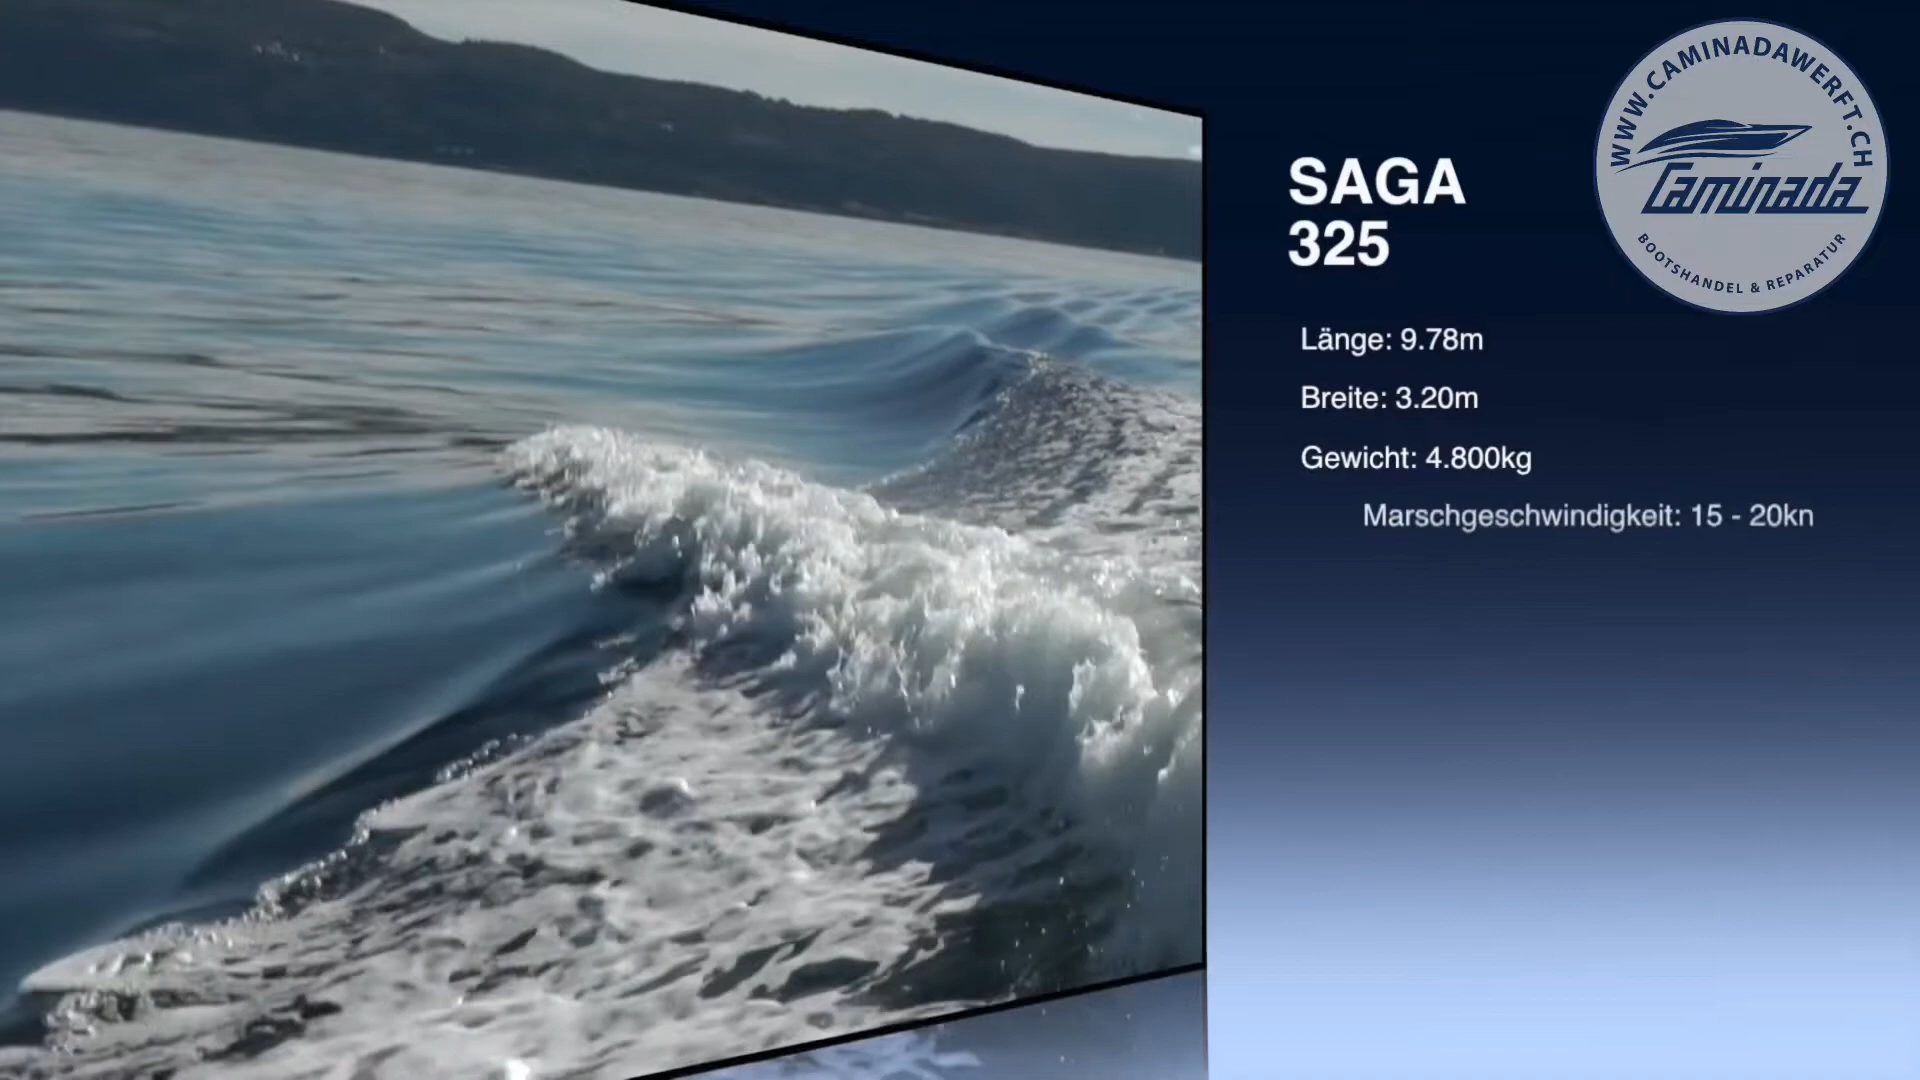 SAGA
325
Länge: 9.78m
Breite: 3.20m
Gewicht: 4.800kg
Marschgeschwindigkeit: 15 - 20kn
WWW.CAMINADAWERFT.CH
Caminada
BOOTSHANDEL & REPARATUR